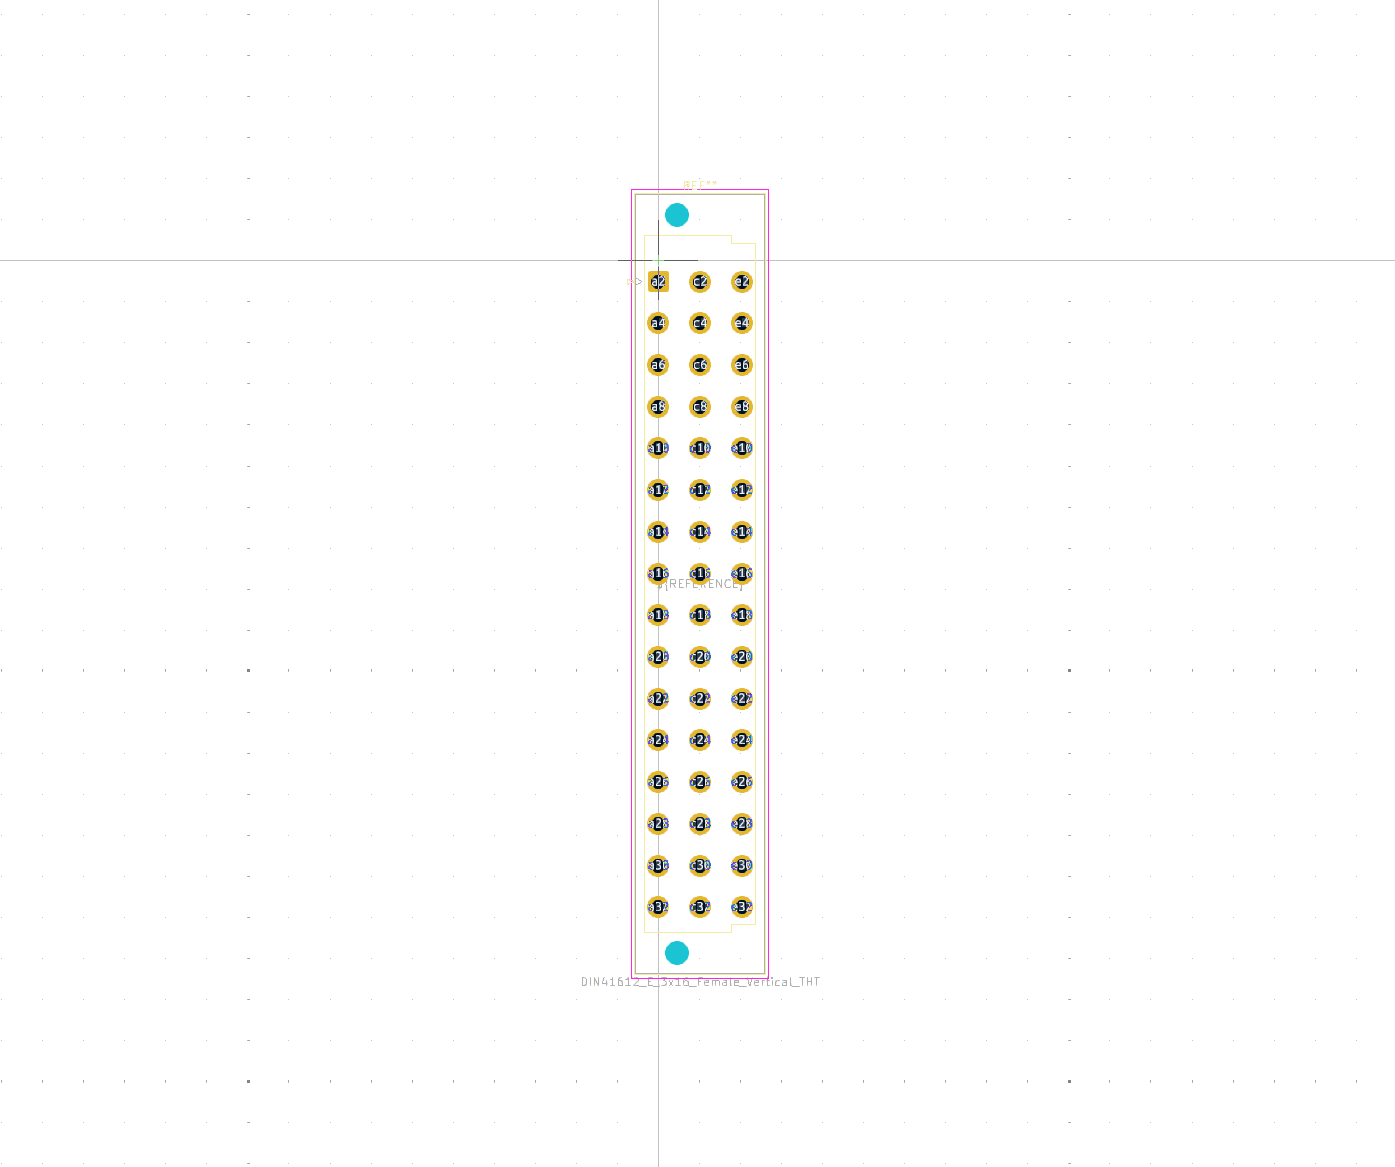 REF**
a2 c2 e2
a4 c4 e4
a6 c6 e6
a8 c8 e8
a10 c10 e10
a12 c12 e12
a14 c14 e14
a16 c16 e16
${REFERENCE}
a18 c18 e18
a20 c20 e20
a22 c22 e22
a24 c24 e24
a26 c26 e26
a28 c28 e28
a30 c30 e30
a32 c32 e32
DIN41612_E_3x16_Female_Vertical_THT